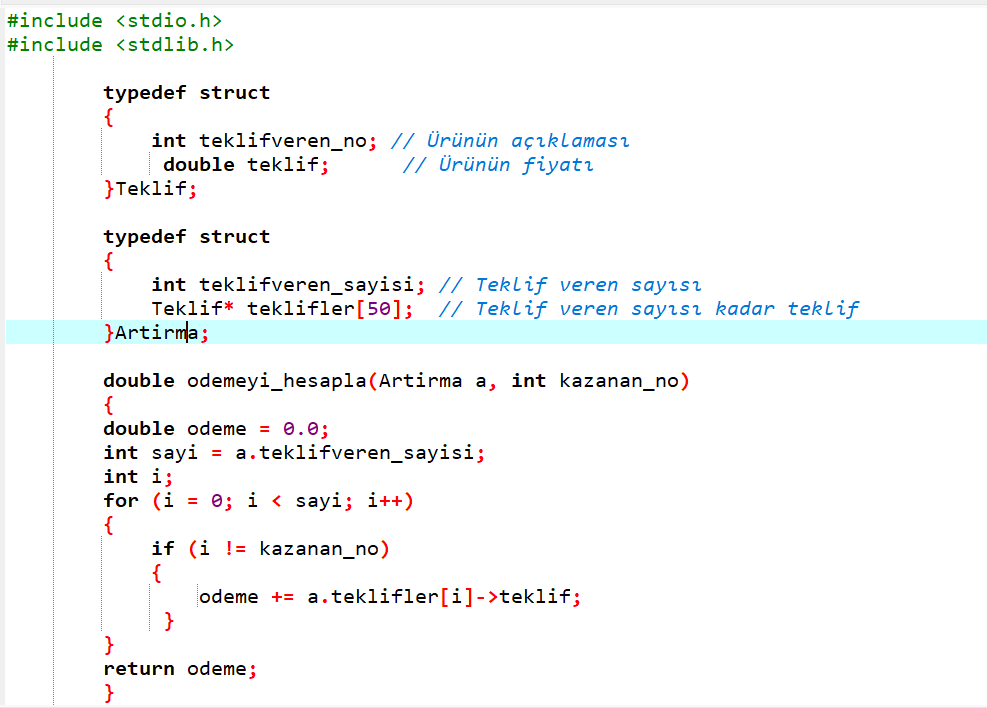 #include <stdio.h>
#include <stdlib.h>
typedef struct
{
int teklifveren_no; // Ürünün açıklaması
double teklif; // Ürünün fiyatı
}Teklif;
typedef struct
{
int teklifveren_sayisi; // Teklif veren sayısı
Teklif* teklifler[50]; // Teklif veren sayısı kadar teklif
}Artirma;
double odemeyi_hesapla(Artirma a, int kazanan_no)
{
double odeme = 0.0;
int sayi = a.teklifveren_sayisi;
int i;
for (i = 0; i < sayi; i++)
{
if (i != kazanan_no)
{
odeme += a.teklifler[i]->teklif;
}
}
return odeme;
}